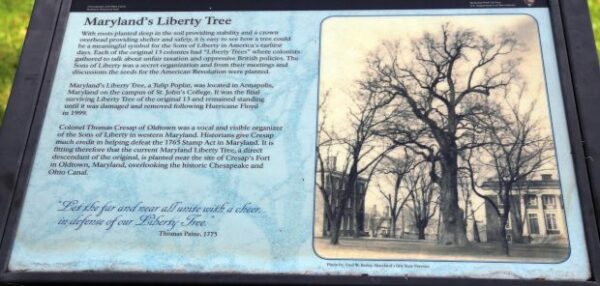 Maryland's Liberty Tree
With roots planted deep in the soil providing stability and a crown
overhead providing shelter and safety, it is easy to see how a tree could
be a meaningful symbol for the Sons of Liberty in America's earliest
days. Each of the original 13 colonies had "Liberty Trees" where colonists
gathered to talk about unfair taxation and oppressive British policies. The
Sons of Liberty was a secret organization and from their meetings and
discussions the seeds for the American Revolution were planted.
Maryland's Liberty Tree, a Tulip Poplar, was located in Annapolis,
Maryland on the campus of St. John's College. It was the final
surviving Liberty Tree of the original 13 and remained standing
until it was damaged and removed following Hurricane Floyd
in 1999.
Colonel Thomas Cresap of Oldtown was a vocal and visible organizer
of the Sons of Liberty in western Maryland. Historians give Cresap
much credit in helping defeat the 1765 Stamp Act in Maryland. It is
fitting therefore that the current Maryland Liberty Tree, a direct
descendant of the original, is planted near the site of Cresap's Fort
in Oldtown, Maryland, overlooking the historic Chesapeake and
Ohio Canal.
"Let the far and near all unite with a cheer,
in defense of our Liberty Tree.
Thomas Paine, 1775